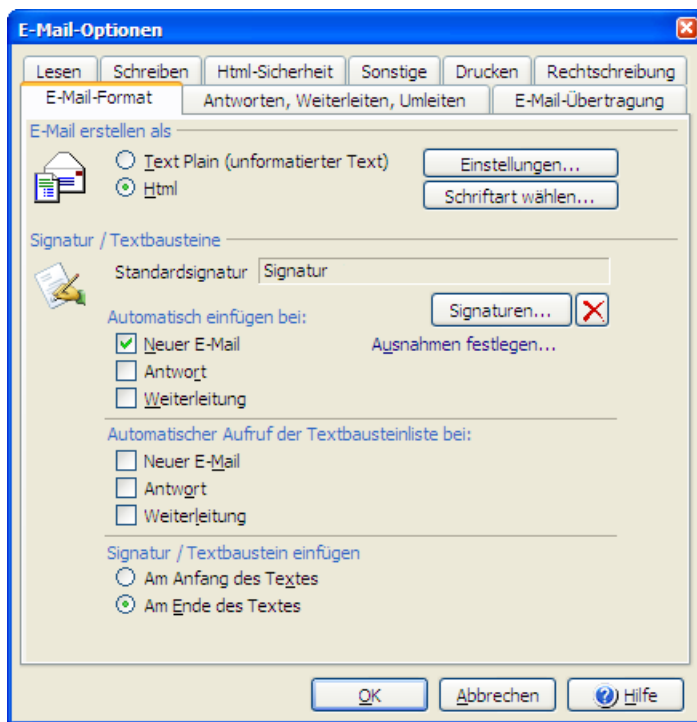 E-Mail-Optionen
Lesen Schreiben Html-Sicherheit Sonstige Drucken Rechtschreibung
E-Mail-Format Antworten, Weiterleiten, Umleiten E-Mail-Übertragung
E-Mail erstellen als
Text Plain (unformatierter Text) Einstellungen...
Html Schriftart wählen...
Signatur / Textbausteine
Standardsignatur Signatur
Signaturen...
Automatisch einfügen bei:
Neuer E-Mail Ausnahmen festlegen...
Antwort
Weiterleitung
Automatischer Aufruf der Textbausteinliste bei:
Neuer E-Mail
Antwort
Weiterleitung
Signatur / Textbaustein einfügen
Am Anfang des Textes
Am Ende des Textes
OK Abbrechen Hilfe